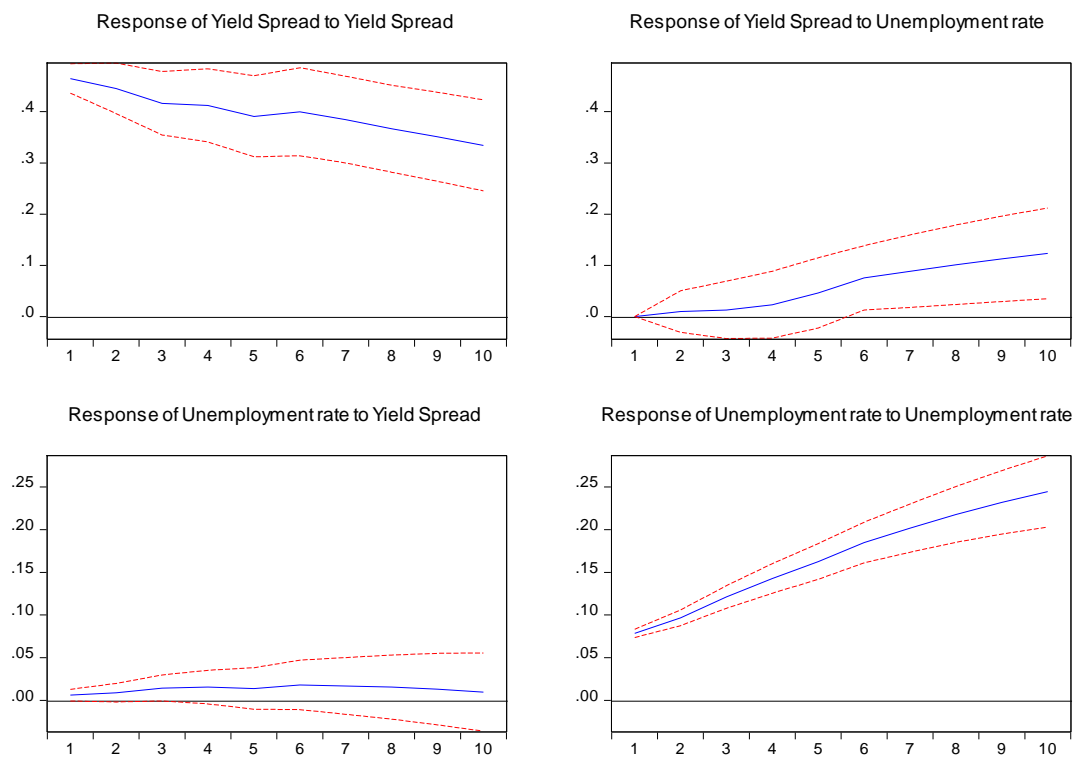 Response of Yield Spread to Yield Spread
.4
.3
.2
.1
.0
1 2 3 4 5 6 7 8 9 10
Response of Yield Spread to Unemployment rate
.4
.3
.2
.1
.0
1 2 3 4 5 6 7 8 9 10
Response of Unemployment rate to Yield Spread
.25
.20
.15
.10
.05
.00
1 2 3 4 5 6 7 8 9 10
Response of Unemployment rate to Unemployment rate
.25
.20
.15
.10
.05
.00
1 2 3 4 5 6 7 8 9 10